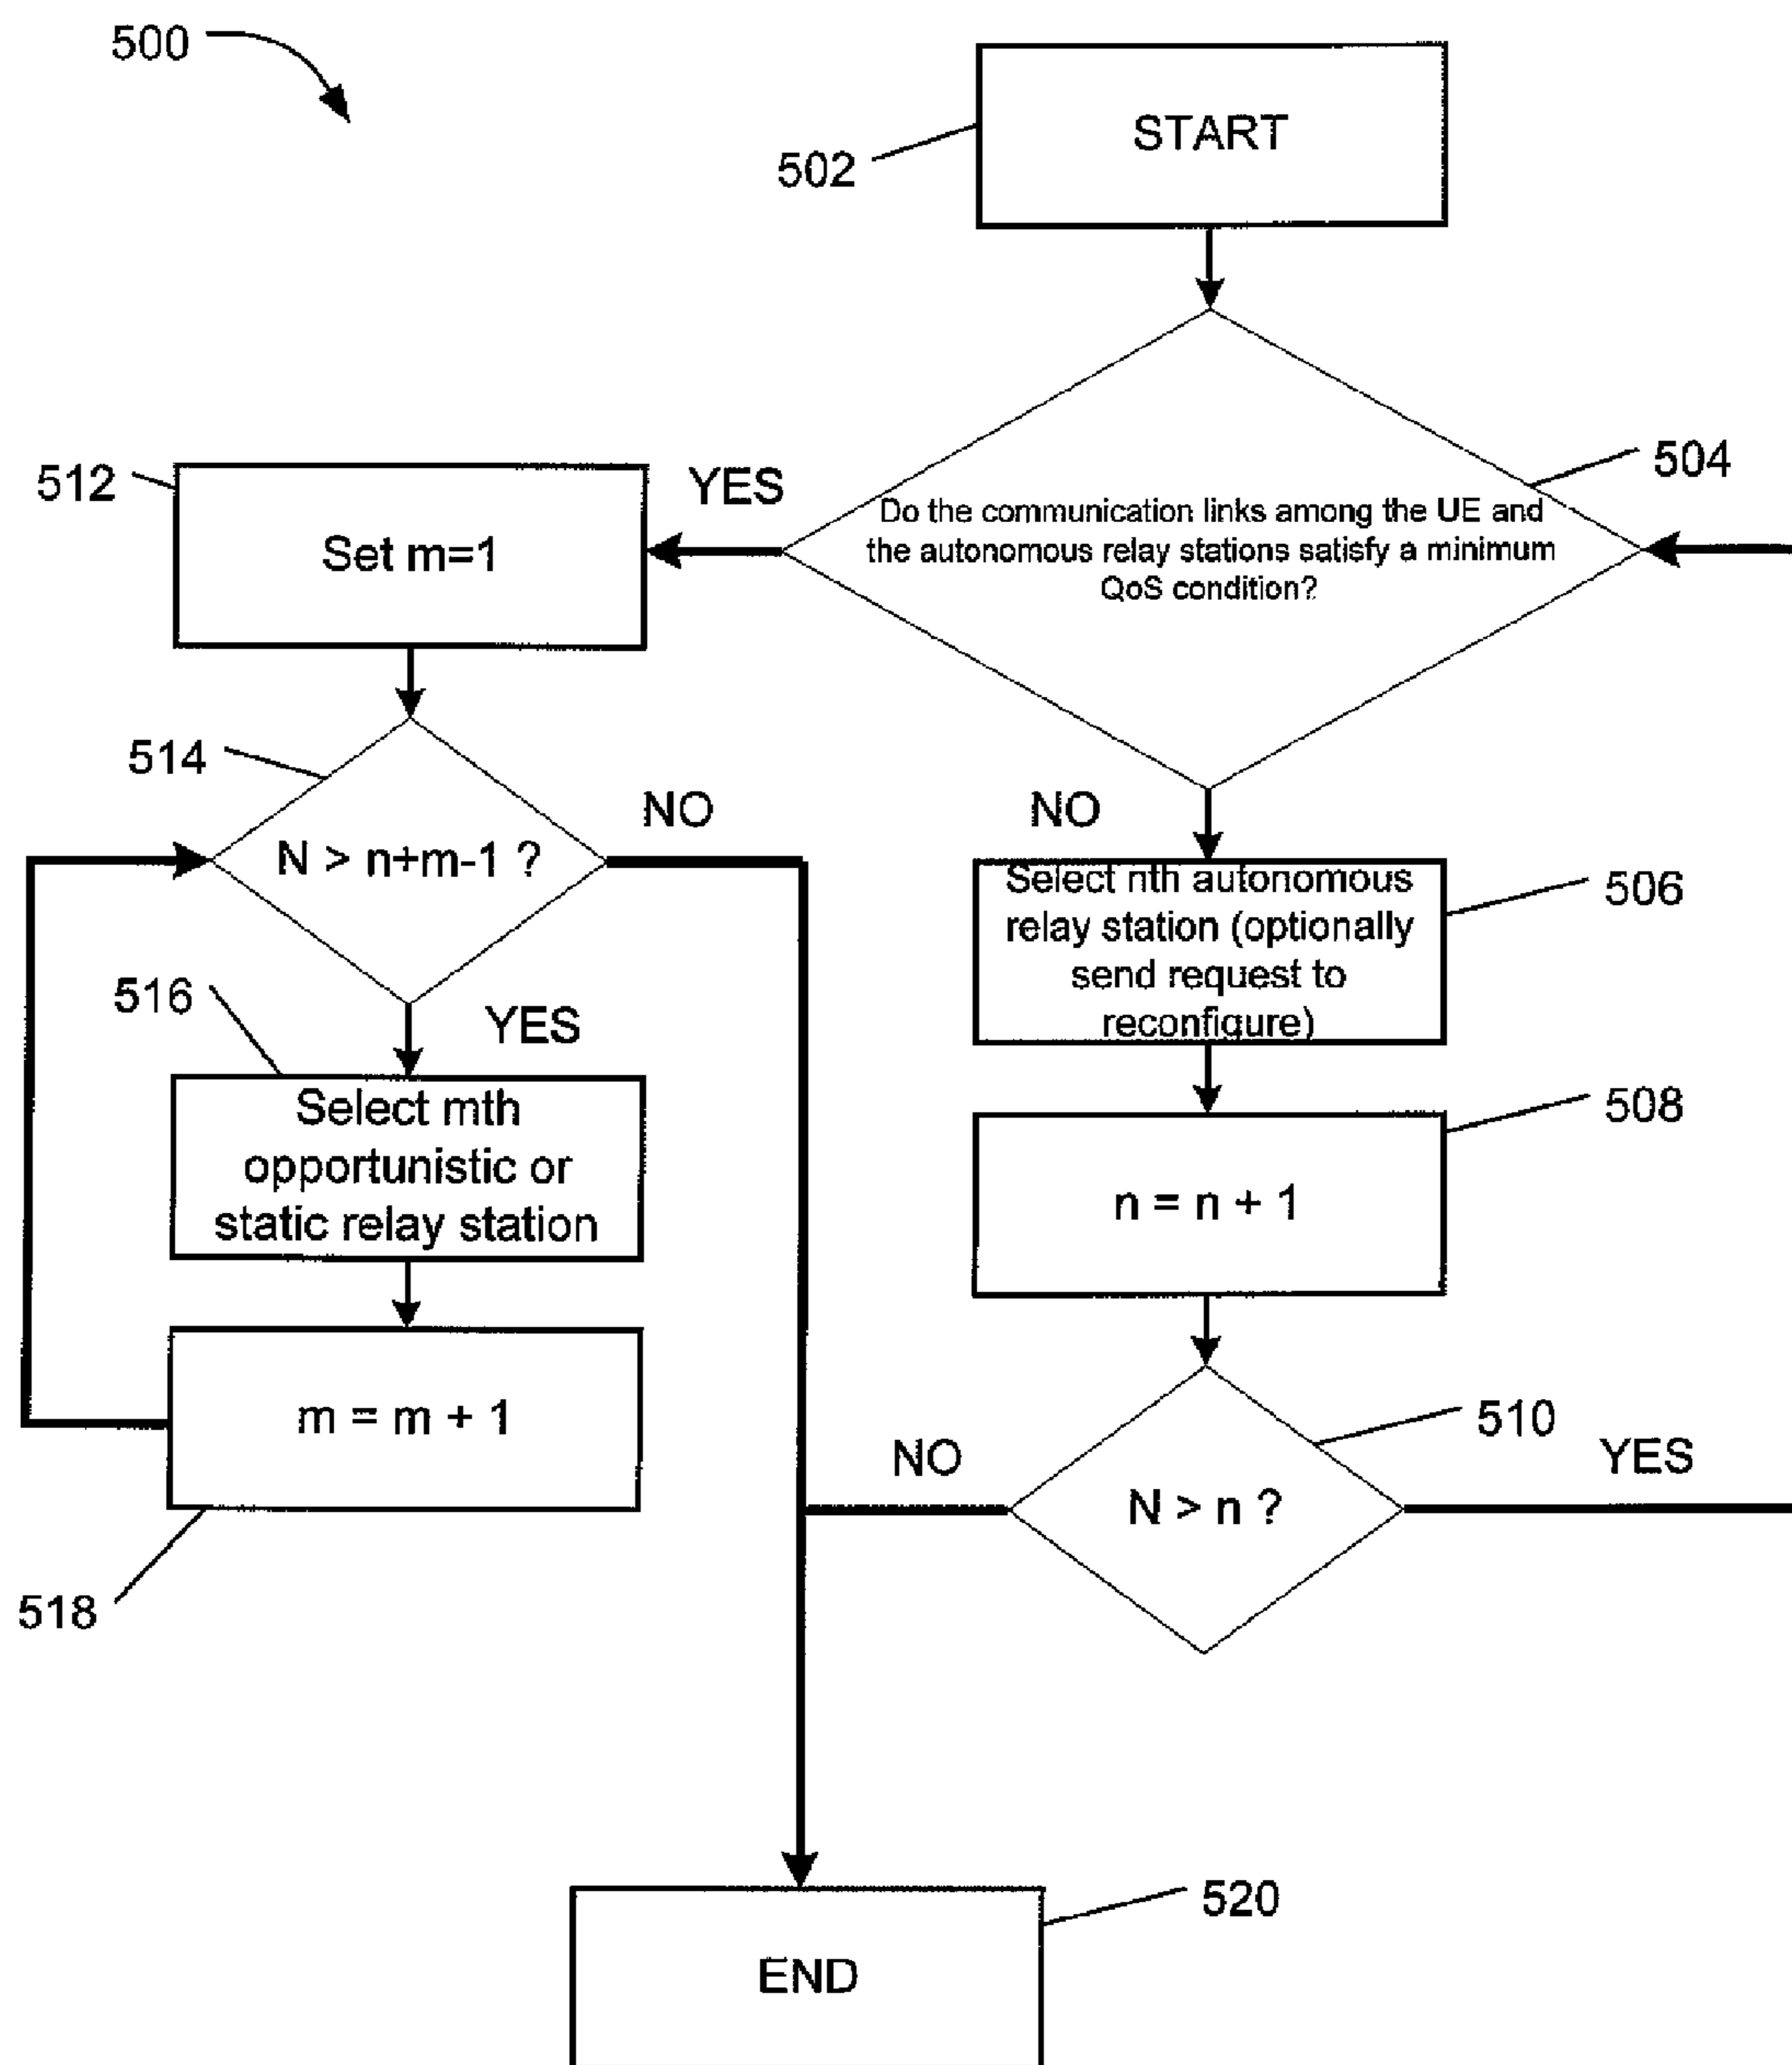 500
START
502
504
Do the communication links among the UE and
the autonomous relay stations satisfy a minimum
QoS condition?
YES
512
Set m=1
514
N > n+m-1 ?
NO
NO
Select nth autonomous
relay station (optionally
send request to
reconfigure)
506
516
YES
Select mth
opportunistic or
static relay station
508
n = n + 1
m = m + 1
518
510
NO
N > n ?
YES
520
END